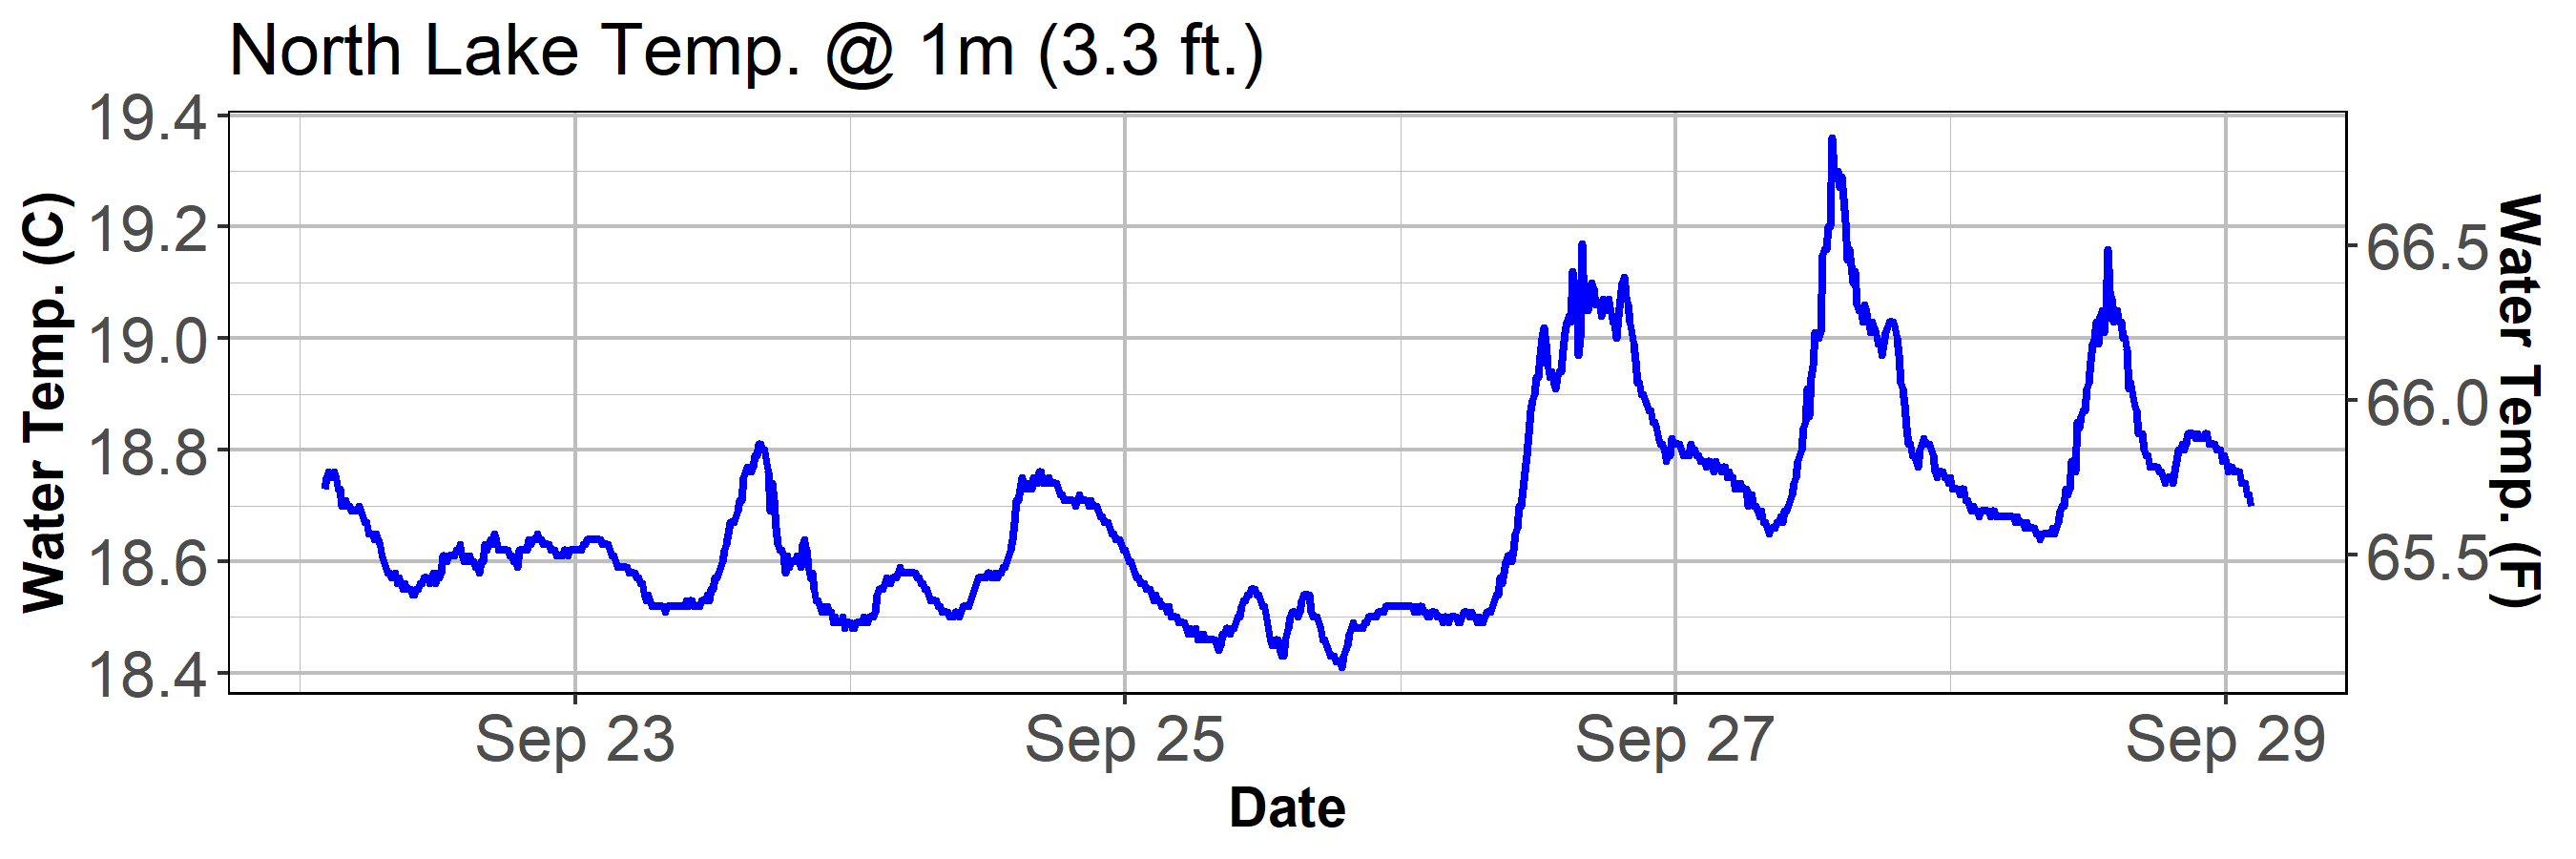 North Lake Temp. @ 1m (3.3 ft.)
Water Temp. (C)
19.4
19.2
19.0
18.8
18.6
18.4
66.5
66.0
65.5
Water Temp. (F)
Sep 23 Sep 25 Sep 27 Sep 29
Date